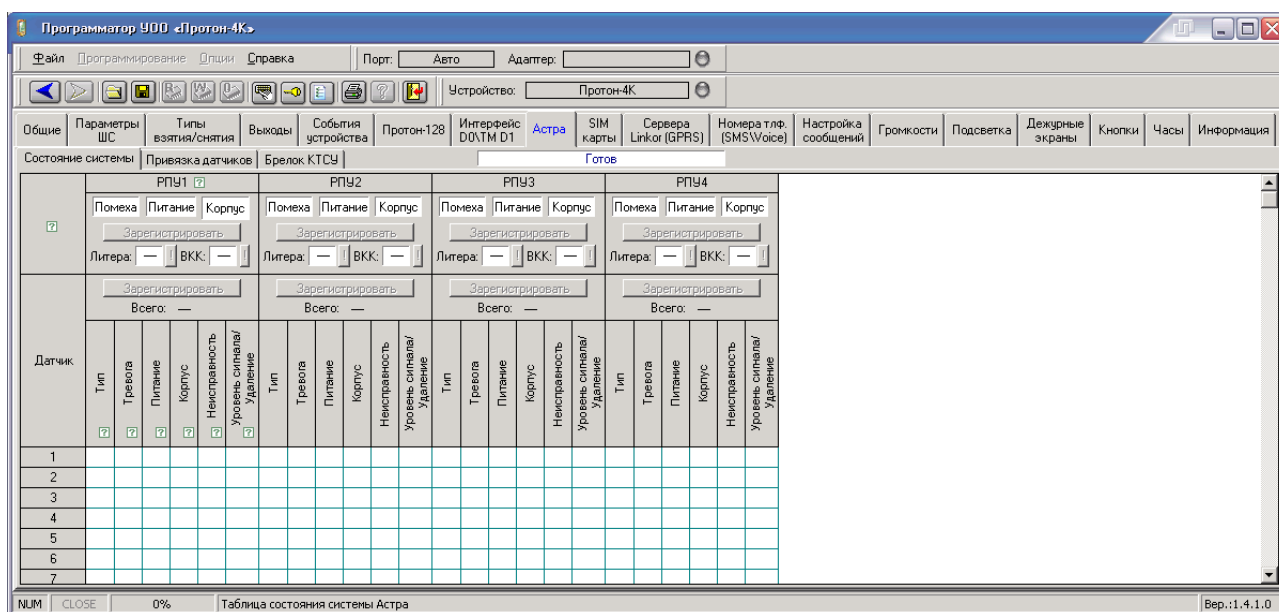 Программатор УОО «Протон-4К»
Файл Программирование Опции Справка Порт: Авто Адаптер:
Устройство: Протон-4К
Общие Параметры ШС Типы взятия/снятия Выходы События устройства Протон-128 Интерфейс D0\TM D1 Астра SIM карты Сервера Linkor (GPRS) Номера тлф. (SMS\Voice) Настройка сообщений Громкости Подсветка Дежурные экраны Кнопки Часы Информация
Состояние системы Привязка датчиков Брелок КТСУ Готов
РПУ1 ? РПУ2 РПУ3 РПУ4
? Помеха Питание Корпус Помеха Питание Корпус Помеха Питание Корпус Помеха Питание Корпус
Зарегистрировать Зарегистрировать Зарегистрировать Зарегистрировать
Литера: — ! ВКК: — ! Литера: — ! ВКК: — ! Литера: — ! ВКК: — ! Литера: — ! ВКК: — !
Зарегистрировать Зарегистрировать Зарегистрировать Зарегистрировать
Всего: — Всего: — Всего: — Всего: —
Датчик Тип Тревога Питание Корпус Неисправность Уровень сигнала/ Удаление Тип Тревога Питание Корпус Неисправность Уровень сигнала/ Удаление Тип Тревога Питание Корпус Неисправность Уровень сигнала/ Удаление Тип Тревога Питание Корпус Неисправность Уровень сигнала/ Удаление
? ? ? ? ? ?
1
2
3
4
5
6
7
NUM CLOSE 0% Таблица состояния системы Астра Вер.:1.4.1.0